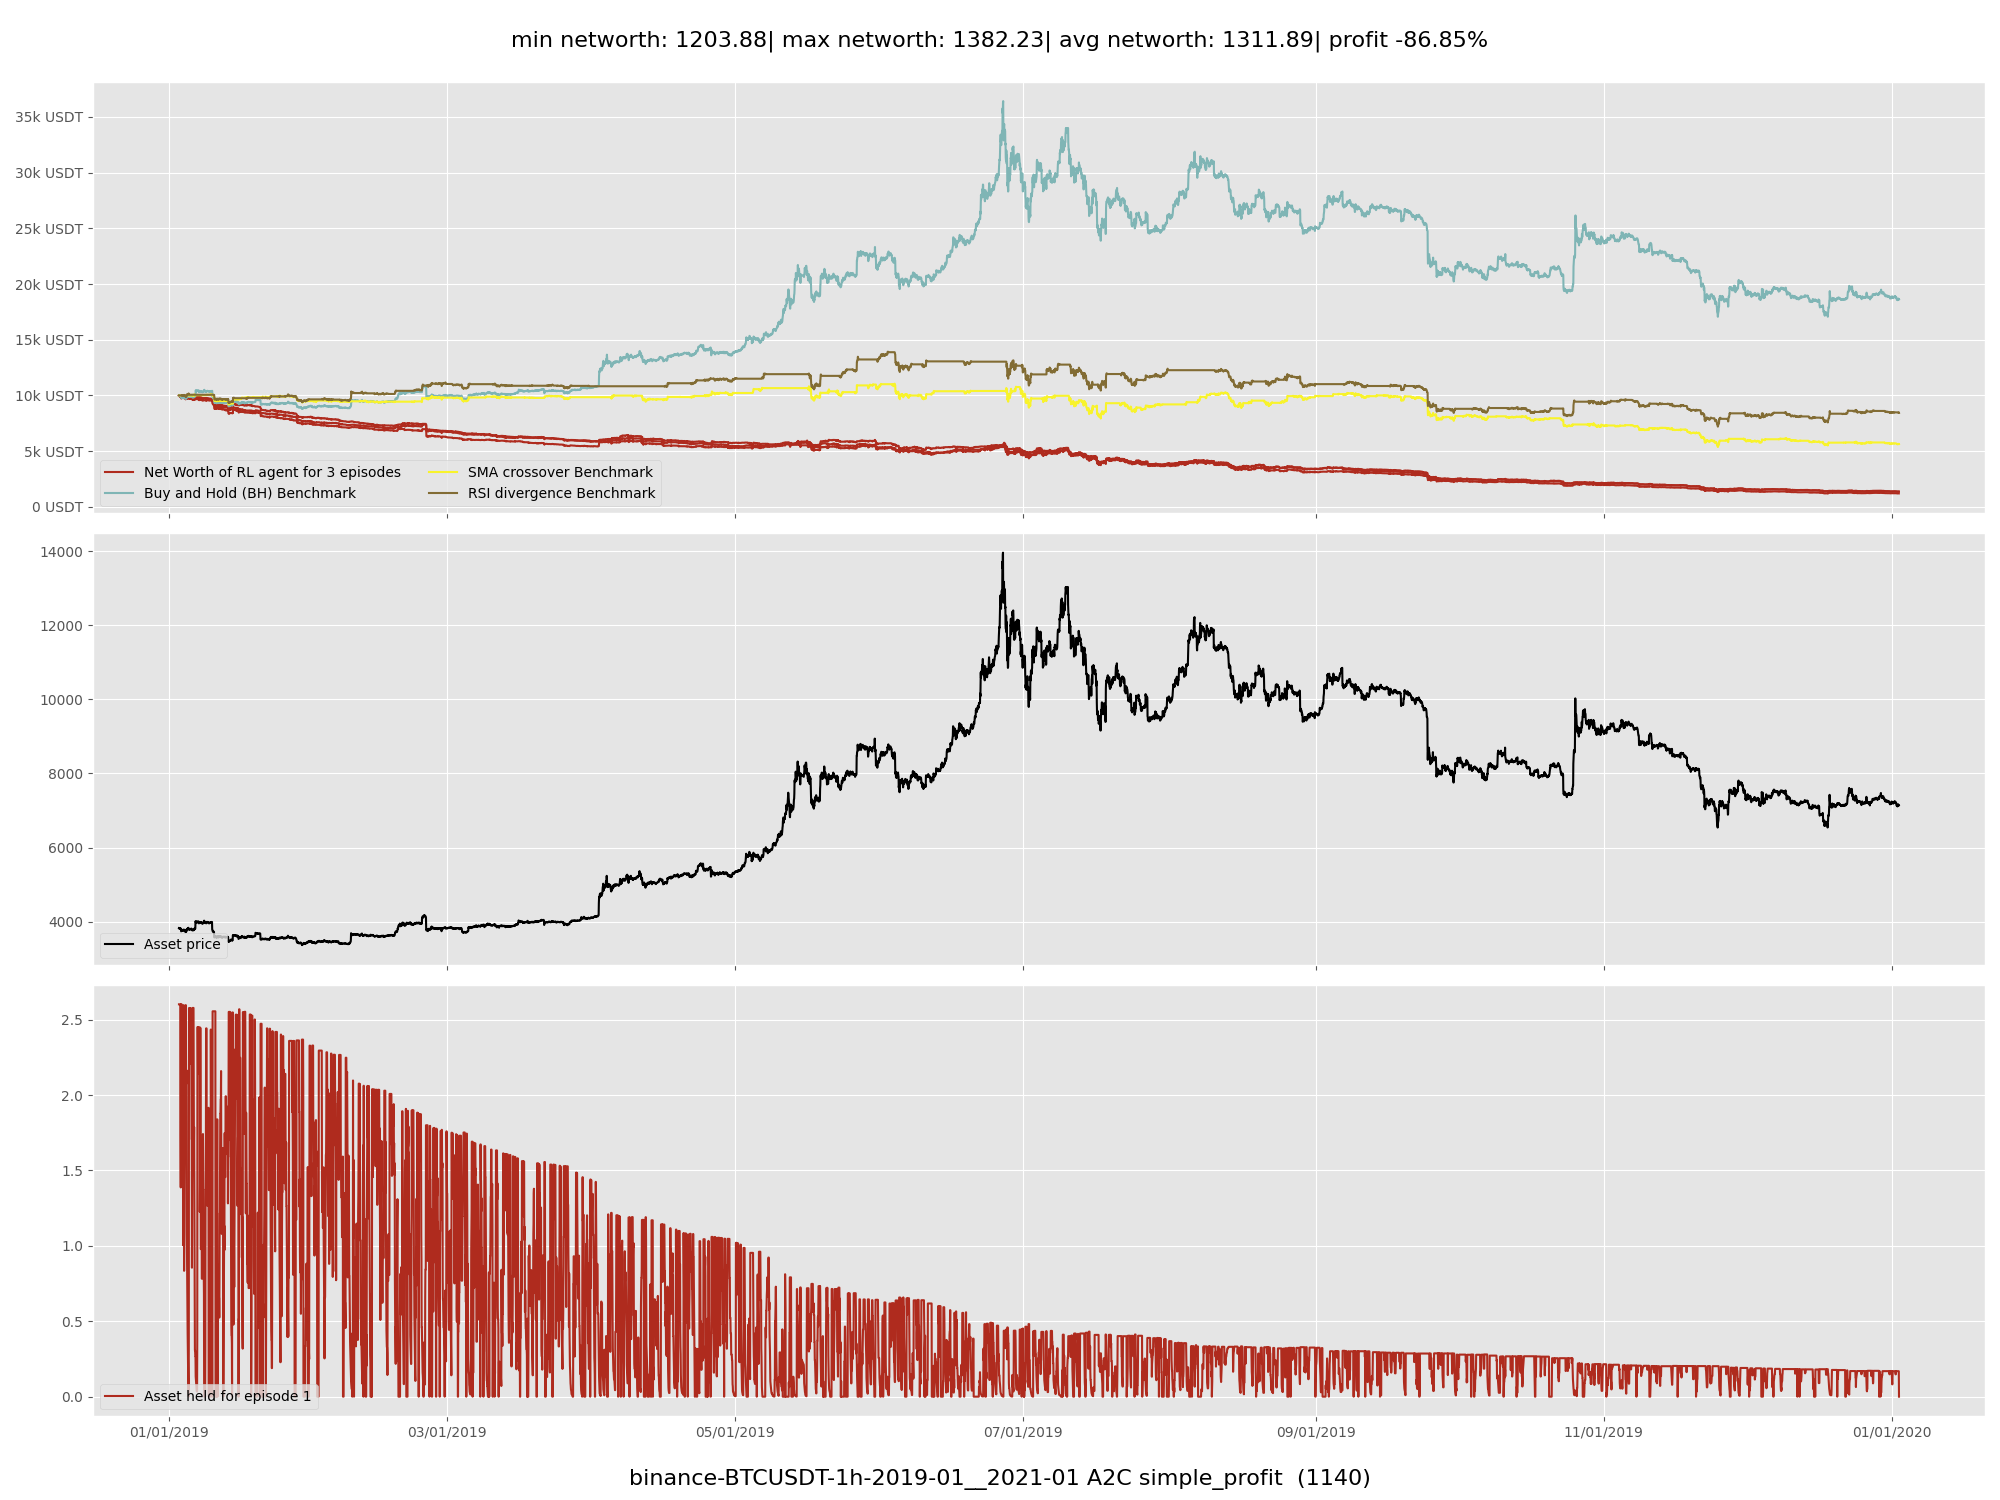 min networth: 1203.88| max networth: 1382.23| avg networth: 1311.89| profit -86.85%
35k USDT
30k USDT
25k USDT
20k USDT
15k USDT
10k USDT
5k USDT
0 USDT
Net Worth of RL agent for 3 episodes
Buy and Hold (BH) Benchmark
SMA crossover Benchmark
RSI divergence Benchmark
14000
12000
10000
8000
6000
4000
Asset price
2.5
2.0
1.5
1.0
0.5
0.0
Asset held for episode 1
01/01/2019 03/01/2019 05/01/2019 07/01/2019 09/01/2019 11/01/2019 01/01/2020
binance-BTCUSDT-1h-2019-01__2021-01 A2C simple_profit (1140)